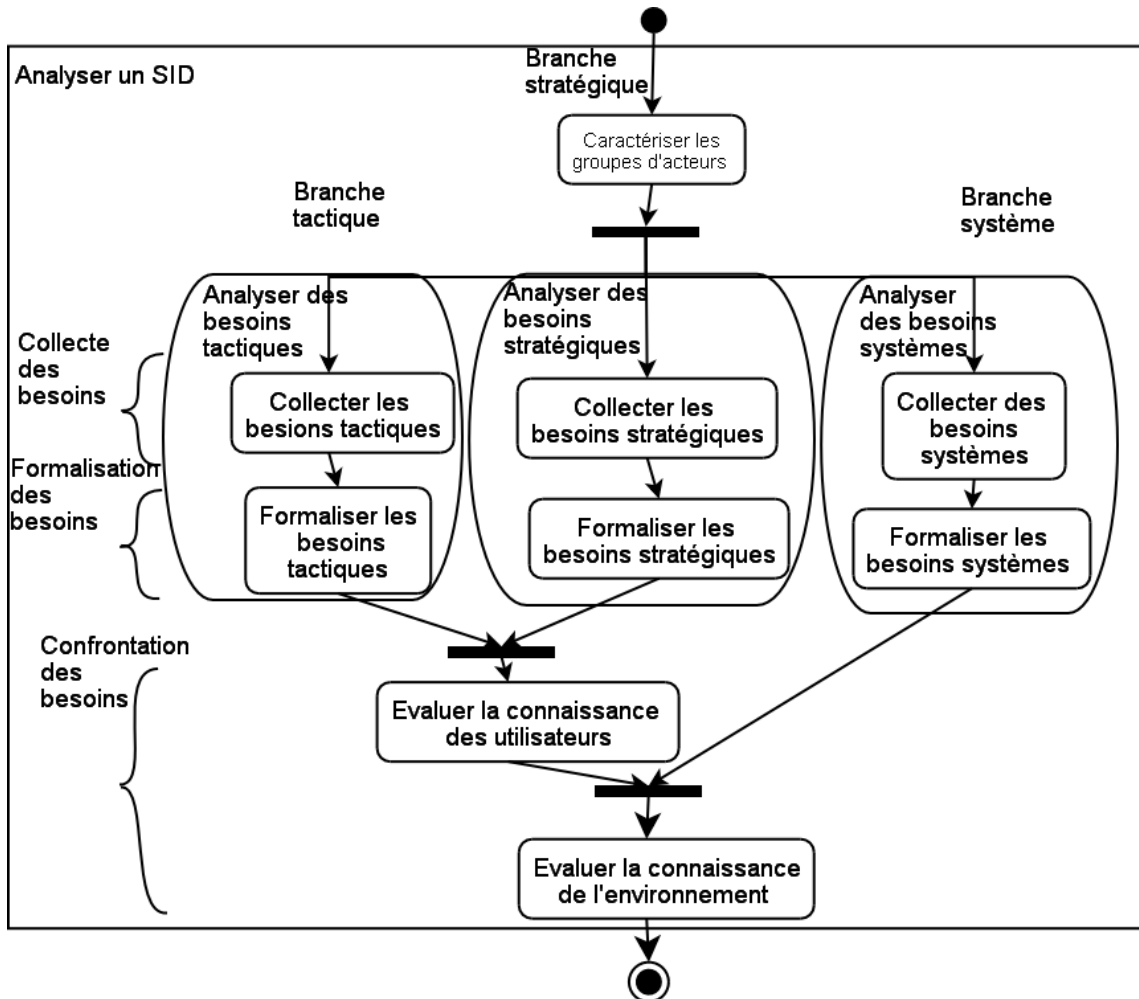 Analyser un SID
Branche
stratégique
Caractériser les
groupes d'acteurs
Branche
tactique
Branche
système
Analyser des
besoins
tactiques
Analyser des
besoins
stratégiques
Analyser
des besoins
systèmes
Collecte
des
besoins
Collecter les
besions tactiques
Collecter les
besoins stratégiques
Collecter des
besoins
systèmes
Formalisation
des
besoins
Formaliser les
besoins
tactiques
Formaliser les
besoins stratégiques
Formaliser les
besoins systèmes
Confrontation
des
besoins
Evaluer la connaissance
des utilisateurs
Evaluer la connaissance
de l'environnement